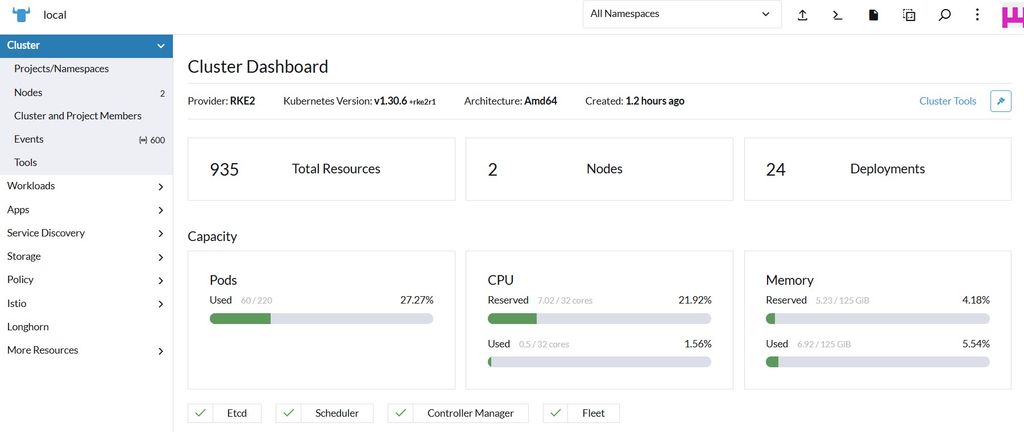 local
All Namespaces
Cluster
Projects/Namespaces
Nodes 2
Cluster and Project Members
Events 600
Tools
Workloads
Apps
Service Discovery
Storage
Policy
Istio
Longhorn
More Resources
Cluster Dashboard
Provider: RKE2 Kubernetes Version: v1.30.6 +rke2r1 Architecture: Amd64 Created: 1.2 hours ago Cluster Tools
935 Total Resources
2 Nodes
24 Deployments
Capacity
Pods
Used 60 / 220 27.27%
CPU
Reserved 7.02 / 32 cores 21.92%
Used 0.5 / 32 cores 1.56%
Memory
Reserved 5.23 / 125 GiB 4.18%
Used 6.92 / 125 GiB 5.54%
Etcd
Scheduler
Controller Manager
Fleet